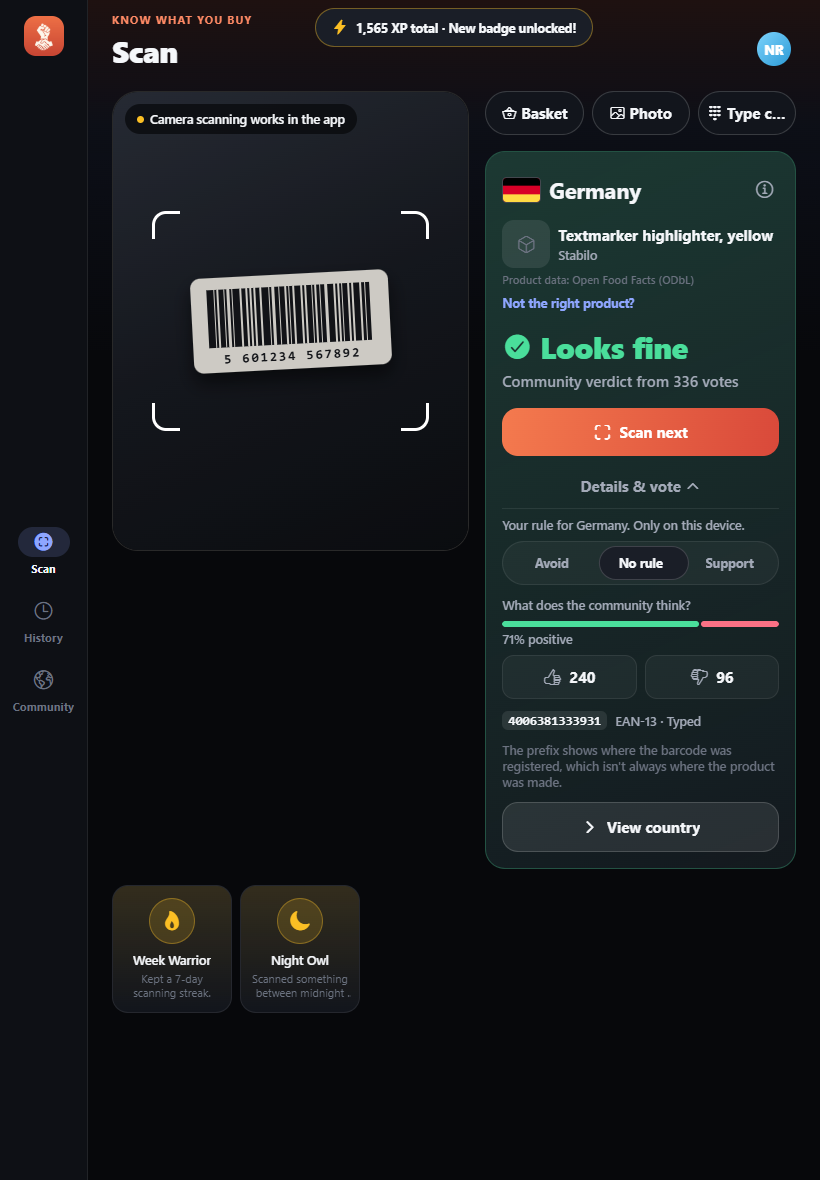 KNOW WHAT YOU BUY
1,565 XP total · New badge unlocked!
Scan
NR
Camera scanning works in the app
Basket
Photo
Type c...
5 601234 567892
Germany
Textmarker highlighter, yellow
Stabilo
Product data: Open Food Facts (ODbL)
Not the right product?
Looks fine
Community verdict from 336 votes
Scan next
Details & vote
Your rule for Germany. Only on this device.
Avoid
No rule
Support
What does the community think?
71% positive
240
96
4006381333931 EAN-13 · Typed
The prefix shows where the barcode was
registered, which isn't always where the product
was made.
View country
Scan
History
Community
Week Warrior
Kept a 7-day
scanning streak.
Night Owl
Scanned something
between midnight .